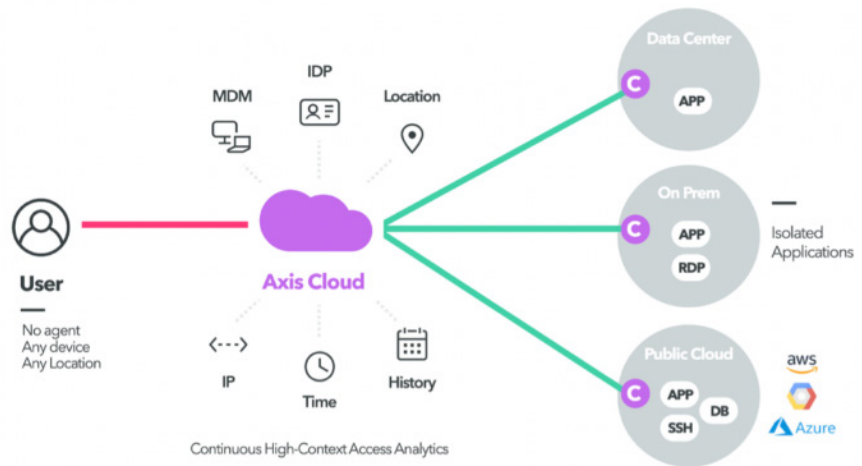 Data Center
C
APP
IDP
MDM
Location
On Prem
C
APP
RDP
Isolated
Applications
User
No agent
Any device
Any Location
Axis Cloud
IP
Time
History
Continuous High-Context Access Analytics
Public Cloud
C
APP
DB
SSH
aws
Azure